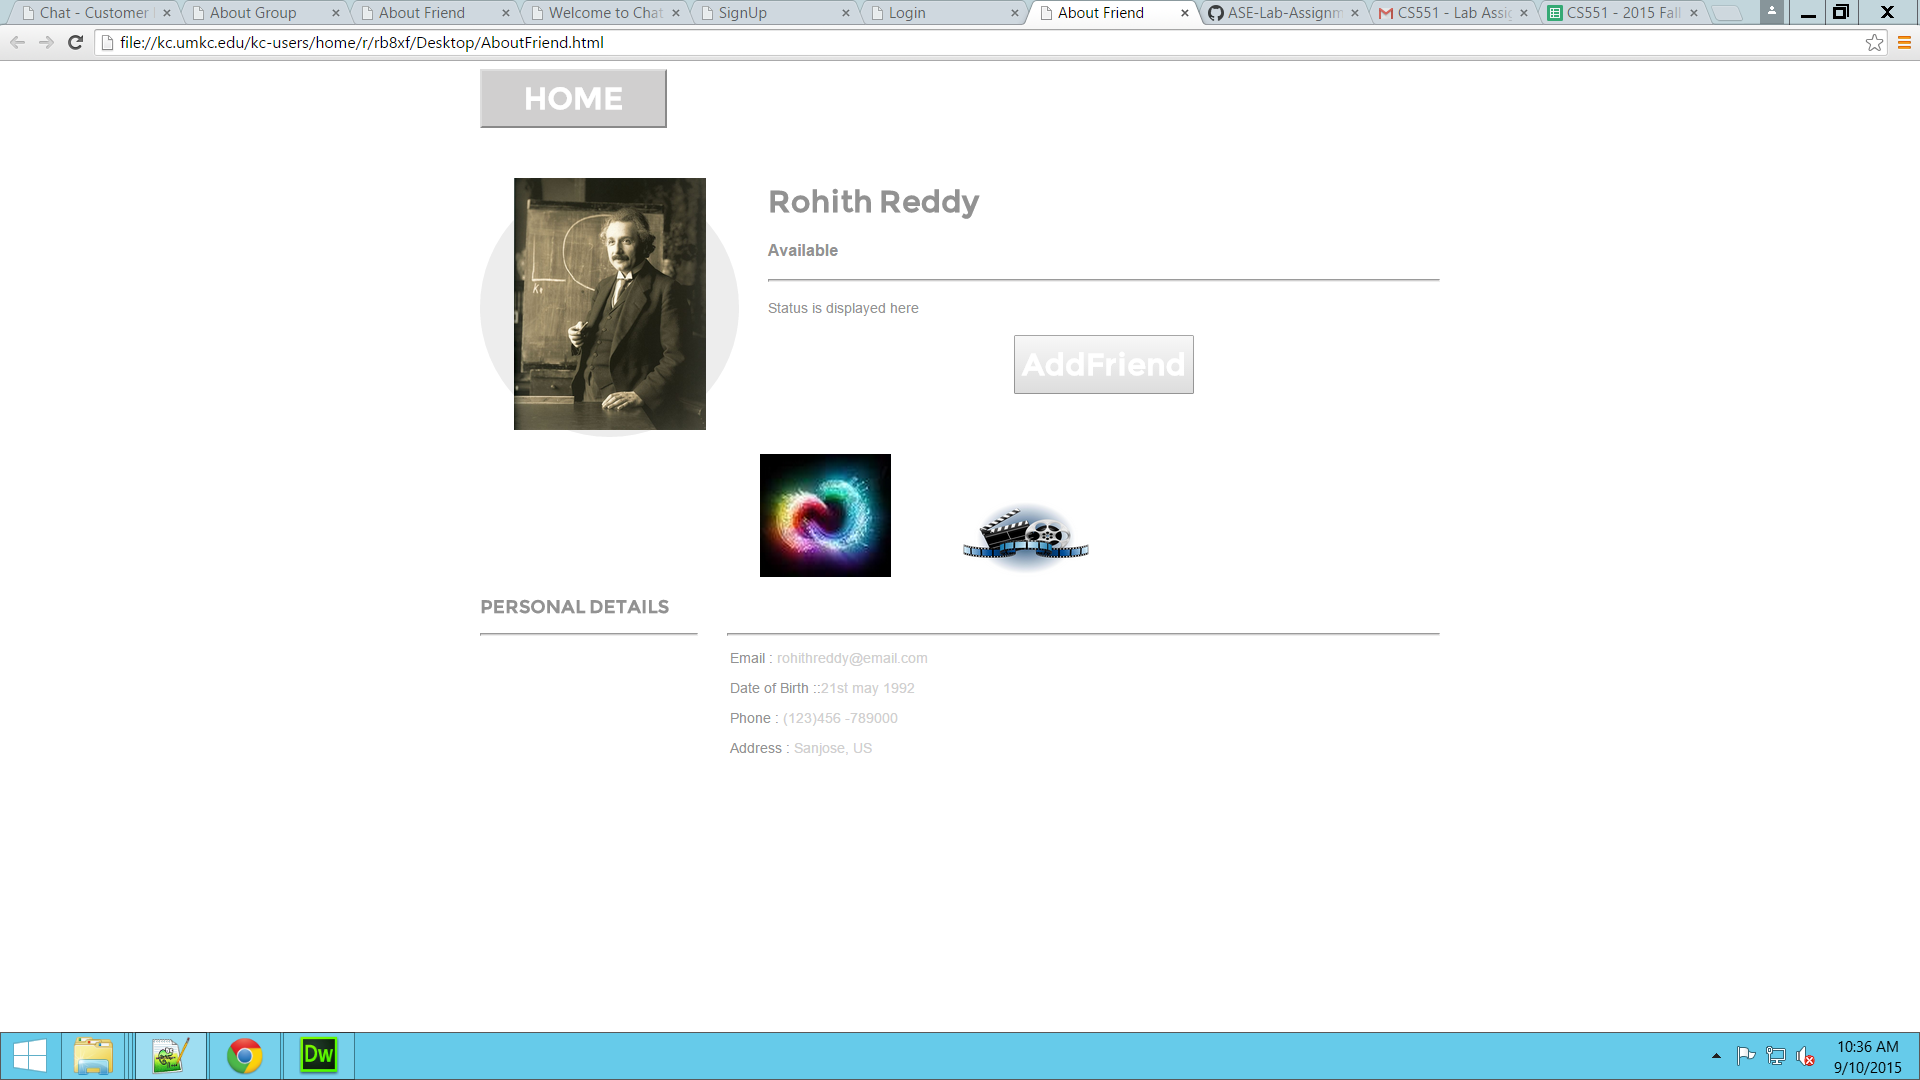 Chat - Customer
About Group
About Friend
Welcome to Chat
SignUp
Login
About Friend
ASE-Lab-Assignm
CS551 - Lab Assig
CS551 - 2015 Fall
file://kc.umkc.edu/kc-users/home/r/rb8xf/Desktop/AboutFriend.html
HOME
Rohith Reddy
Available
Status is displayed here
AddFriend
PERSONAL DETAILS
Email : rohithreddy@email.com
Date of Birth ::21st may 1992
Phone : (123)456 -789000
Address : Sanjose, US
Dw
10:36 AM
9/10/2015